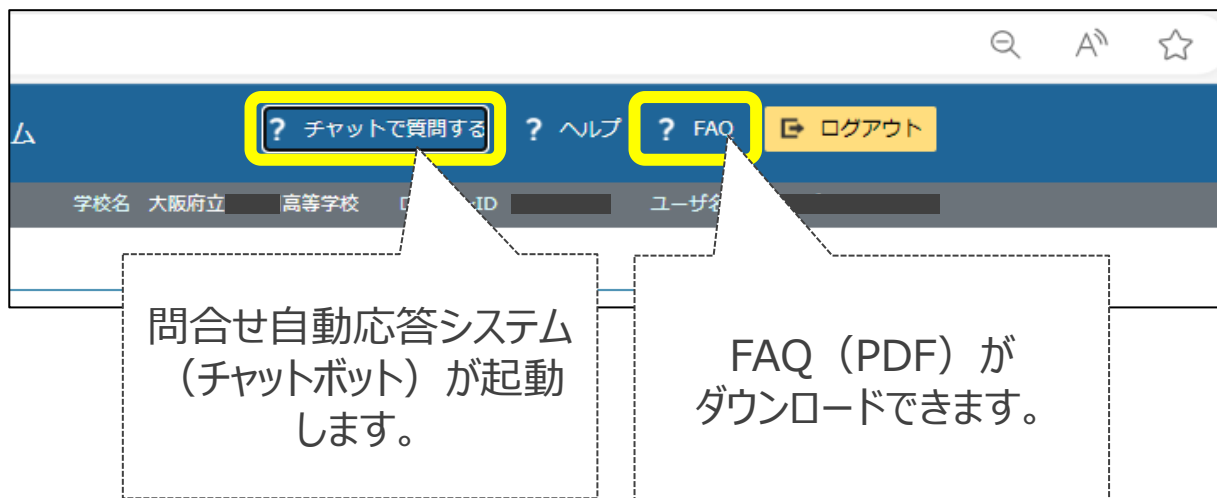 ム ? チャットで質問する ? ヘルプ ? FAQ ログアウト
学校名 大阪府立 高等学校 ID ユーザ名
問合せ自動応答システム
（チャットボット）が起動
します。
FAQ（PDF）が
ダウンロードできます。